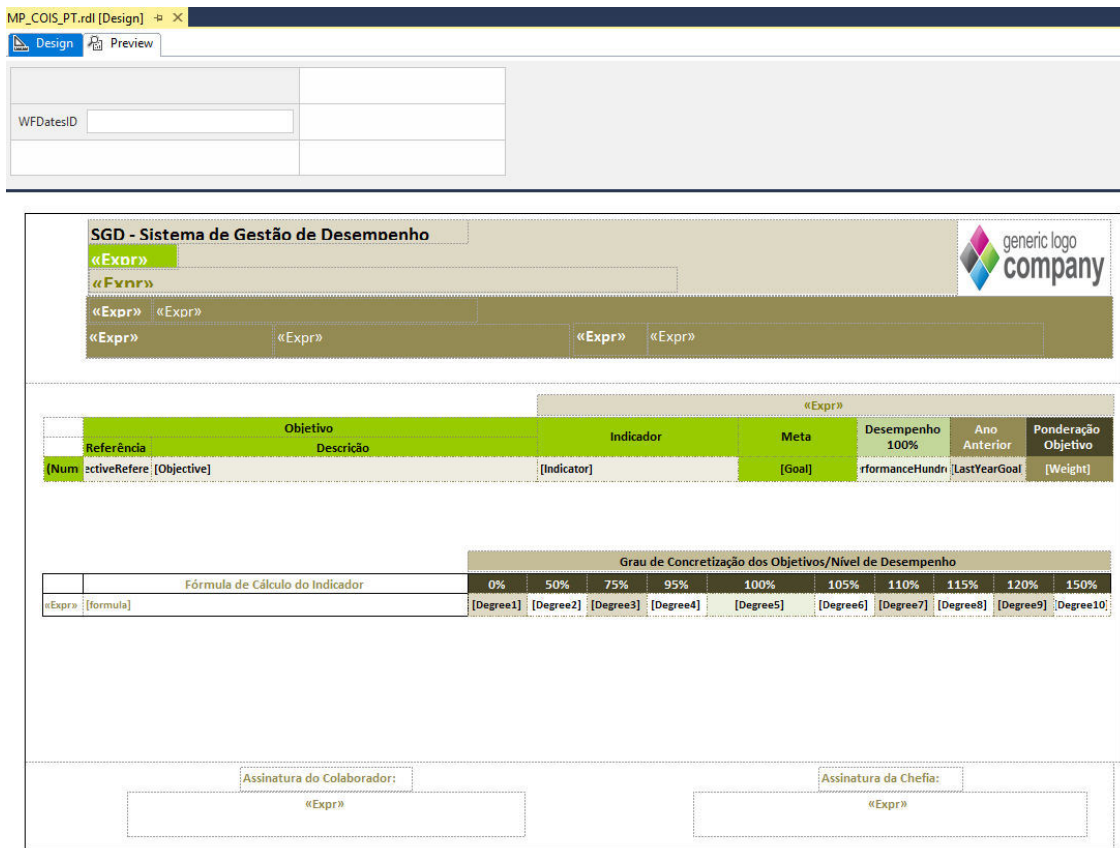 MP_COIS_PT.rdl [Design]
Design Preview
WFDatesID
SGD - Sistema de Gestão de Desempenho
«Expr»
«Expr»
generic logo
company
«Expr» «Expr»
«Expr» «Expr» «Expr» «Expr»
«Expr»
Objetivo Indicador Meta Desempenho 100% Ano Anterior Ponderação Objetivo
Referência Descrição
(Num ectiveRefere [Objective] [Indicator] [Goal] rformanceHundr [LastYearGoal [Weight]
Grau de Concretização dos Objetivos/Nível de Desempenho
Fórmula de Cálculo do Indicador 0% 50% 75% 95% 100% 105% 110% 115% 120% 150%
«Expr» [formula] [Degree1] [Degree2] [Degree3] [Degree4] [Degree5] [Degree6] [Degree7] [Degree8] [Degree9] [Degree10]
Assinatura do Colaborador: Assinatura da Chefia:
«Expr» «Expr»